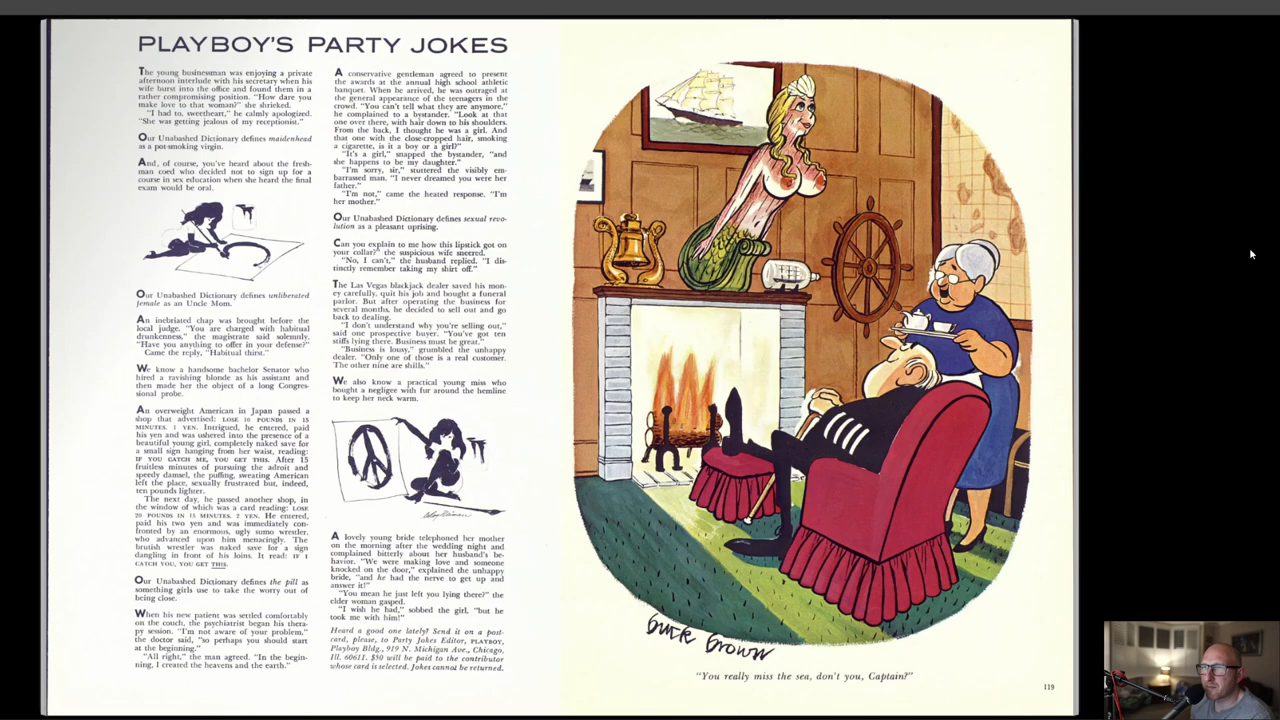 PLAYBOY'S PARTY JOKES
The young businessman was enjoying a private
afternoon interlude with his secretary when his
wife burst into the office and found them in a
rather compromising position. "How dare you
make love to that woman?" she shrieked.
"I had to, sweetheart," he calmly apologized.
"She was getting jealous of my receptionist."
Our Unabashed Dictionary defines maidenhead
as a pot-smoking virgin.
And, of course, you've heard about the fresh-
man coed who decided not to sign up for a
course in sex education when she heard the final
exam would be oral.
Our Unabashed Dictionary defines unliberated
female as an Uncle Mom.
An inebriated chap was brought before the
local judge. "You are charged with habitual
drunkenness," the magistrate said solemnly.
"Have you anything to offer in your defense?"
Came the reply, "Habitual thirst."
We know a handsome bachelor Senator who
hired a ravishing blonde as his assistant and
then made her the object of a long Congres-
sional probe.
An overweight American in Japan passed a
shop that advertised: LOSE 10 POUNDS IN 15
MINUTES. 1 YEN. Intrigued, he entered, paid
his yen and was ushered into the presence of a
beautiful young girl, completely naked save for
a small sign hanging from her waist, reading:
IF YOU CATCH ME, YOU GET THIS. After 15
fruitless minutes of pursuing the adroit and
speedy damsel, the puffing, sweating American
left the place, sexually frustrated but, indeed,
ten pounds lighter.
The next day, he passed another shop, in
the window of which was a card reading: LOSE
20 POUNDS IN 15 MINUTES. 2 YEN. He entered,
paid his two yen and was immediately con-
fronted by an enormous, ugly sumo wrestler,
who advanced upon him menacingly. The
brutish wrestler was naked save for a sign
dangling in front of his loins. It read: IF I
CATCH YOU, YOU GET THIS.
Our Unabashed Dictionary defines the pill as
something girls use to take the worry out of
being close.
When his new patient was settled comfortably
on the couch, the psychiatrist began his thera-
py session. "I'm not aware of your problem,"
the doctor said, "so perhaps you should start
at the beginning."
"All right," the man agreed. "In the begin-
ning, I created the heavens and the earth."
A conservative gentleman agreed to present
the awards at the annual high school athletic
banquet. When he arrived, he was outraged at
the general appearance of the teenagers in the
crowd. "You can't tell what they are anymore,"
he complained to a bystander. "Look at that
one over there, with hair down to his shoulders.
From the back, I thought he was a girl. And
that one with the close-cropped hair, smoking
a cigarette, is it a boy or a girl?"
"It's a girl," snapped the bystander, "and
she happens to be my daughter."
"I'm sorry, sir," stuttered the visibly em-
barrassed man. "I never dreamed you were her
father."
"I'm not," came the heated response. "I'm
her mother."
Our Unabashed Dictionary defines sexual revo-
lution as a pleasant uprising.
Can you explain to me how this lipstick got on
your collar?" the suspicious wife sneered.
"No, I can't," the husband replied. "I dis-
tinctly remember taking my shirt off."
The Las Vegas blackjack dealer saved his mon-
ey carefully, quit his job and bought a funeral
parlor. But after operating the business for
several months, he decided to sell out and go
back to dealing.
"I don't understand why you're selling out,"
said one prospective buyer. "You've got ten
stiffs lying there. Business must be great."
"Business is lousy," grumbled the unhappy
dealer. "Only one of those is a real customer.
The other nine are shills."
We also know a practical young miss who
bought a negligee with fur around the hemline
to keep her neck warm.
A lovely young bride telephoned her mother
on the morning after the wedding night and
complained bitterly about her husband's be-
havior. "We were making love and someone
knocked on the door," explained the unhappy
bride, "and he had the nerve to get up and
answer it!"
"You mean he just left you lying there?" the
elder woman gasped.
"I wish he had," sobbed the girl, "but he
took me with him!"
Heard a good one lately? Send it on a post-
card, please, to Party Jokes Editor, PLAYBOY,
Playboy Bldg., 919 N. Michigan Ave., Chicago,
Ill. 60611. $50 will be paid to the contributor
whose card is selected. Jokes cannot be returned.
buck brown
"You really miss the sea, don't you, Captain?"
119